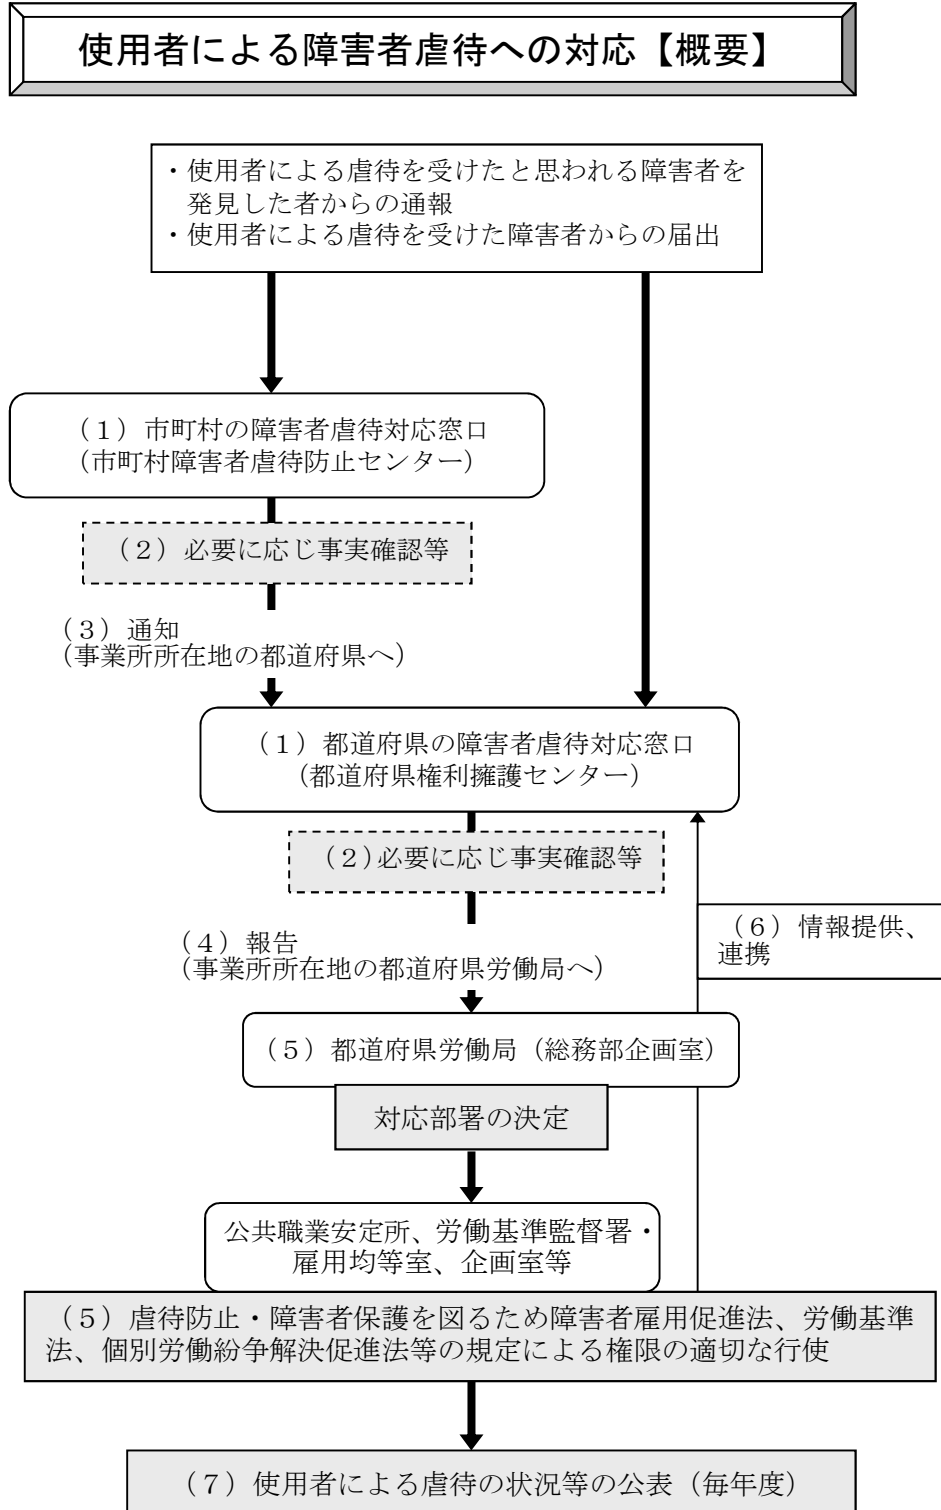 使用者による障害者虐待への対応【概要】
・使用者による虐待を受けたと思われる障害者を
発見した者からの通報
・使用者による虐待を受けた障害者からの届出
（１）市町村の障害者虐待対応窓口
（市町村障害者虐待防止センター）
（２）必要に応じ事実確認等
（３）通知
（事業所所在地の都道府県へ）
（１）都道府県の障害者虐待対応窓口
（都道府県権利擁護センター）
（２）必要に応じ事実確認等
（６）情報提供、
連携
（４）報告
（事業所所在地の都道府県労働局へ）
（５）都道府県労働局（総務部企画室）
対応部署の決定
公共職業安定所、労働基準監督署・
雇用均等室、企画室等
（５）虐待防止・障害者保護を図るため障害者雇用促進法、労働基準
法、個別労働紛争解決促進法等の規定による権限の適切な行使
（７）使用者による虐待の状況等の公表（毎年度）